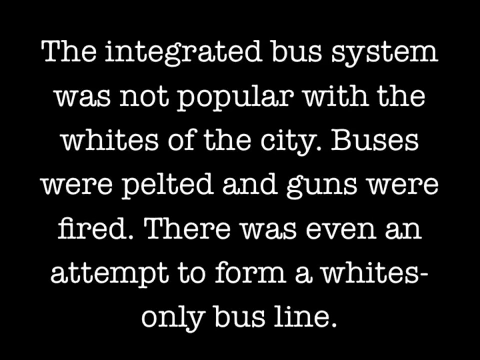 The integrated bus system
was not popular with the
whites of the city. Buses
were pelted and guns were
fired. There was even an
attempt to form a whites-
only bus line.